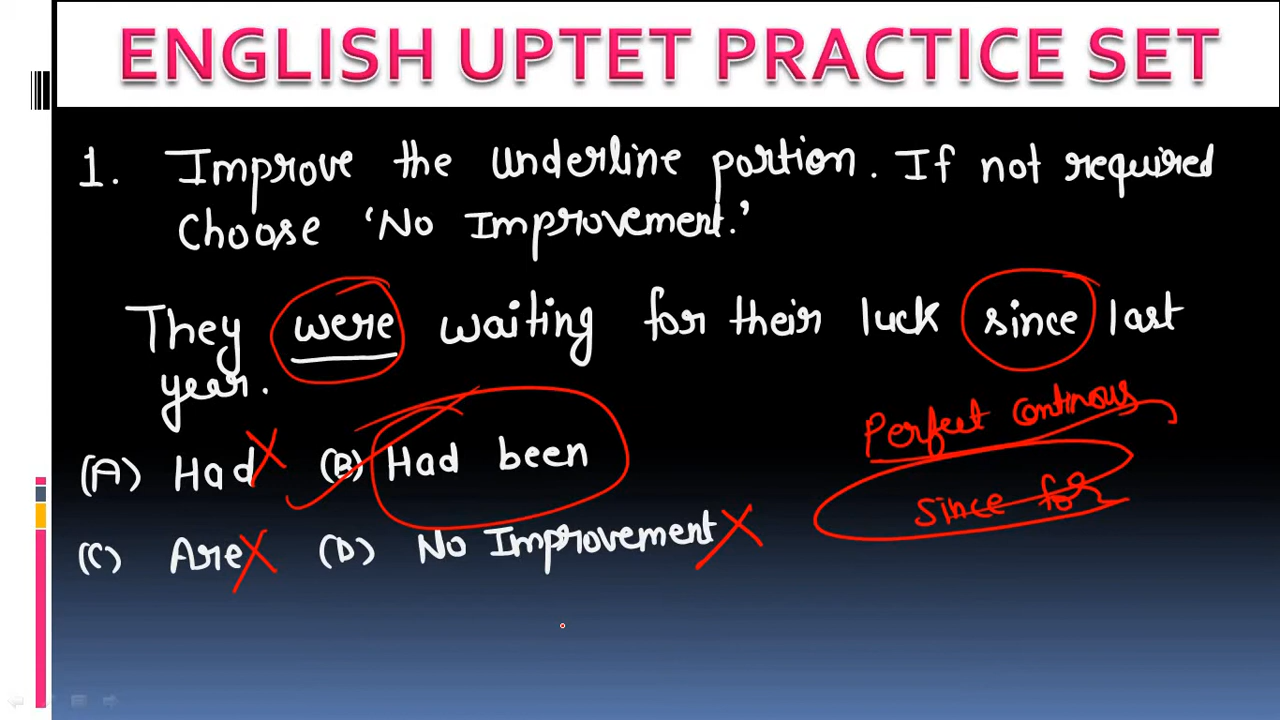 ENGLISH UPTET PRACTICE SET
1. Improve the underline portion. If not required
Choose 'No Improvement.'
They were waiting for their luck since last
year.
Perfect continous
(A) Had (B) Had been
since for
(C) Are (D) No Improvement